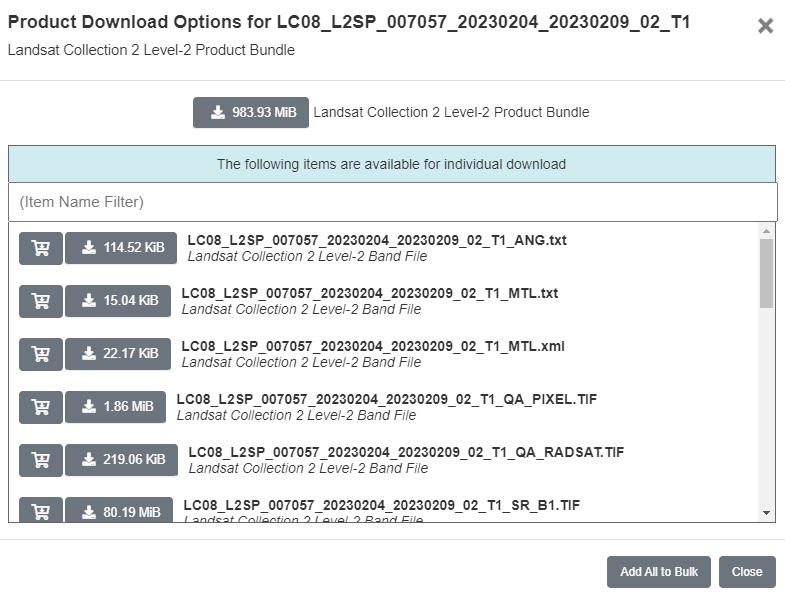 Product Download Options for LC08_L2SP_007057_20230204_20230209_02_T1
Landsat Collection 2 Level-2 Product Bundle
983.93 MiB Landsat Collection 2 Level-2 Product Bundle
The following items are available for individual download
(Item Name Filter)
114.52 KiB LC08_L2SP_007057_20230204_20230209_02_T1_ANG.txt
Landsat Collection 2 Level-2 Band File
15.04 KiB LC08_L2SP_007057_20230204_20230209_02_T1_MTL.txt
Landsat Collection 2 Level-2 Band File
22.17 KiB LC08_L2SP_007057_20230204_20230209_02_T1_MTL.xml
Landsat Collection 2 Level-2 Band File
1.86 MiB LC08_L2SP_007057_20230204_20230209_02_T1_QA_PIXEL.TIF
Landsat Collection 2 Level-2 Band File
219.06 KiB LC08_L2SP_007057_20230204_20230209_02_T1_QA_RADSAT.TIF
Landsat Collection 2 Level-2 Band File
80.19 MiB LC08_L2SP_007057_20230204_20230209_02_T1_SR_B1.TIF
Landsat Collection 2 Level-2 Band File
Add All to Bulk Close